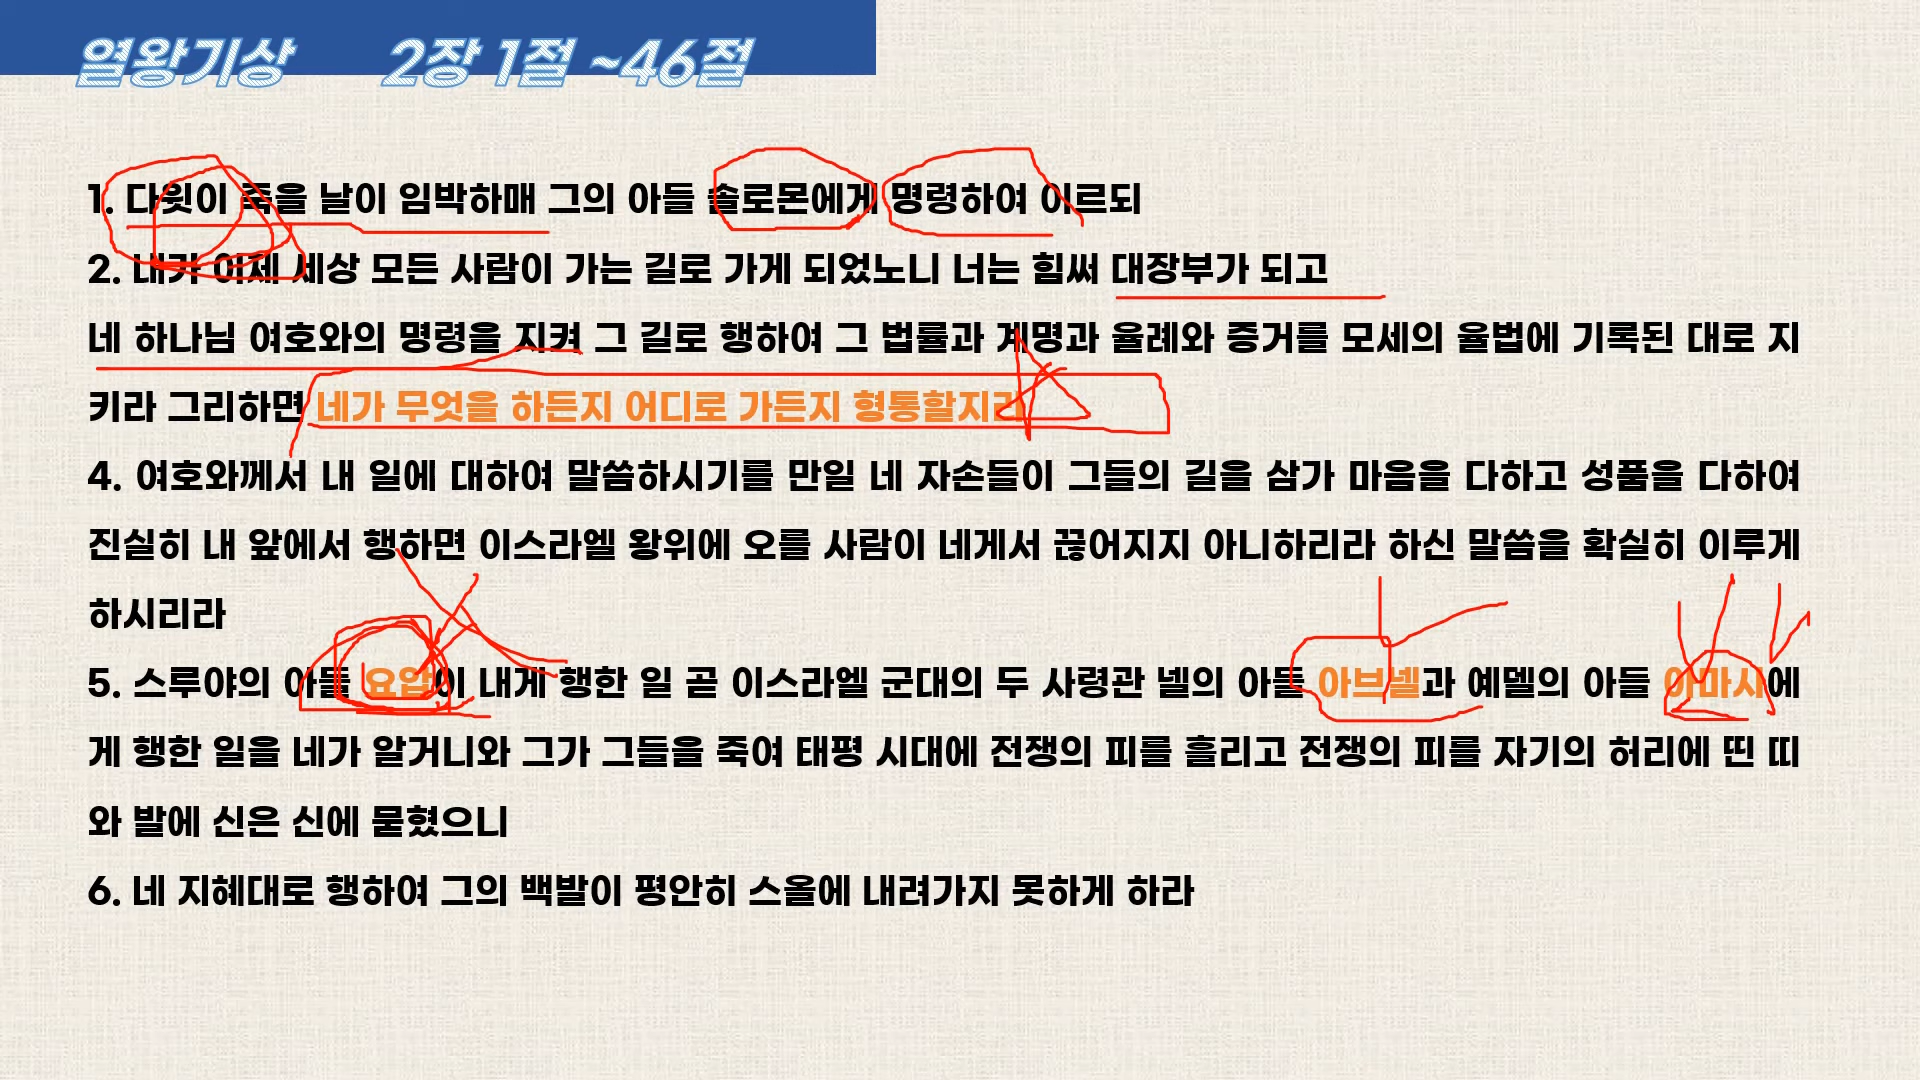 열왕기상 2장 1절 ~46절
1. 다윗이 죽을 날이 임박하매 그의 아들 솔로몬에게 명령하여 이르되
2. 내가 이제 세상 모든 사람이 가는 길로 가게 되었노니 너는 힘써 대장부가 되고
네 하나님 여호와의 명령을 지켜 그 길로 행하여 그 법률과 계명과 율례와 증거를 모세의 율법에 기록된 대로 지
키라 그리하면 네가 무엇을 하든지 어디로 가든지 형통할지라
4. 여호와께서 내 일에 대하여 말씀하시기를 만일 네 자손들이 그들의 길을 삼가 마음을 다하고 성품을 다하여
진실히 내 앞에서 행하면 이스라엘 왕위에 오를 사람이 네게서 끊어지지 아니하리라 하신 말씀을 확실히 이루게
하시리라
5. 스루야의 아들 요압이 내게 행한 일 곧 이스라엘 군대의 두 사령관 넬의 아들 아브넬과 예델의 아들 아마사에
게 행한 일을 네가 알거니와 그가 그들을 죽여 태평 시대에 전쟁의 피를 흘리고 전쟁의 피를 자기의 허리에 띤 띠
와 발에 신은 신에 묻혔으니
6. 네 지혜대로 행하여 그의 백발이 평안히 스올에 내려가지 못하게 하라